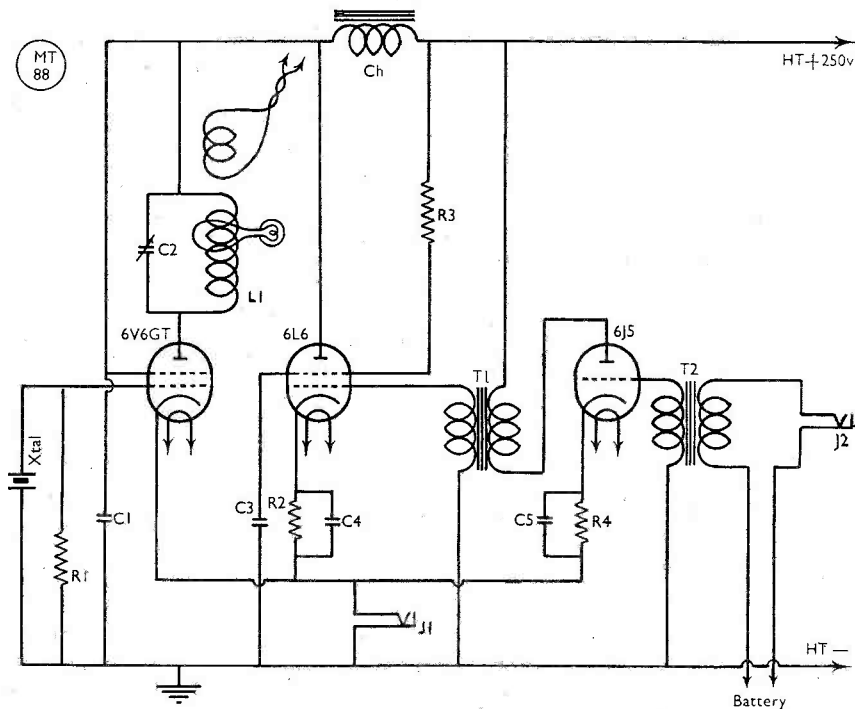 MT
88
Ch
HT+250v
R3
C2
L1
6V6GT
6L6
6J5
T1
T2
J2
Xtal
R1
C1
C3
R2
C4
C5
R4
J1
HT —
Battery